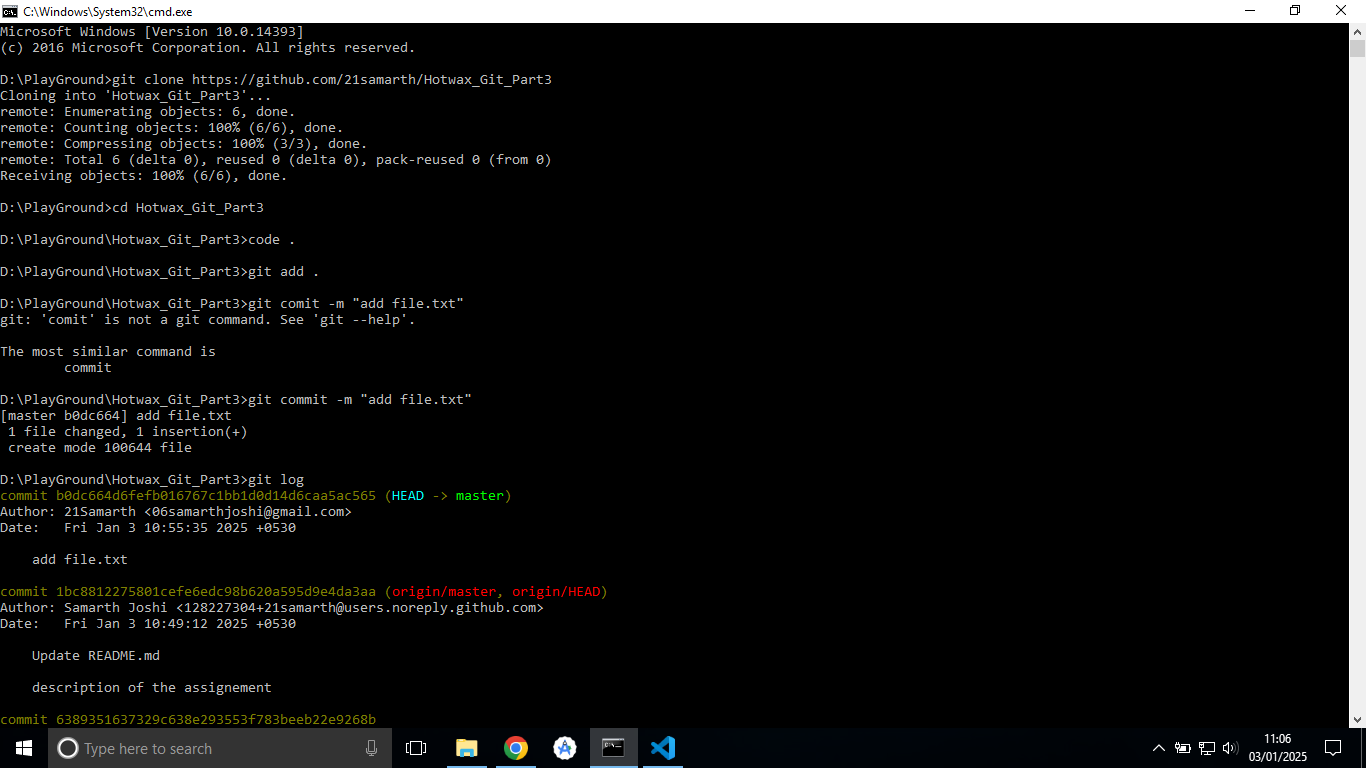 C:\Windows\System32\cmd.exe
Microsoft Windows [Version 10.0.14393]
(c) 2016 Microsoft Corporation. All rights reserved.
D:\PlayGround>git clone https://github.com/21samarth/Hotwax_Git_Part3
Cloning into 'Hotwax_Git_Part3'...
remote: Enumerating objects: 6, done.
remote: Counting objects: 100% (6/6), done.
remote: Compressing objects: 100% (3/3), done.
remote: Total 6 (delta 0), reused 0 (delta 0), pack-reused 0 (from 0)
Receiving objects: 100% (6/6), done.
D:\PlayGround>cd Hotwax_Git_Part3
D:\PlayGround\Hotwax_Git_Part3>code .
D:\PlayGround\Hotwax_Git_Part3>git add .
D:\PlayGround\Hotwax_Git_Part3>git comit -m "add file.txt"
git: 'comit' is not a git command. See 'git --help'.
The most similar command is
commit
D:\PlayGround\Hotwax_Git_Part3>git commit -m "add file.txt"
[master b0dc664] add file.txt
1 file changed, 1 insertion(+)
create mode 100644 file
D:\PlayGround\Hotwax_Git_Part3>git log
commit b0dc664d6fefb016767c1bb1d0d14d6caa5ac565 (HEAD -> master)
Author: 21Samarth <06samarthjoshi@gmail.com>
Date:   Fri Jan 3 10:55:35 2025 +0530
add file.txt
commit 1bc8812275801cefe6edc98b620a595d9e4da3aa (origin/master, origin/HEAD)
Author: Samarth Joshi <128227304+21samarth@users.noreply.github.com>
Date:   Fri Jan 3 10:49:12 2025 +0530
Update README.md
description of the assignement
commit 6389351637329c638e293553f783beeb22e9268b
Type here to search
11:06
03/01/2025